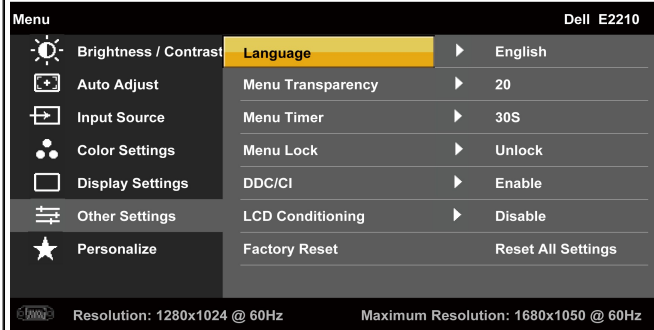 Menu Dell E2210
Brightness / Contrast Language English
Auto Adjust Menu Transparency 20
Input Source Menu Timer 30S
Color Settings Menu Lock Unlock
Display Settings DDC/CI Enable
Other Settings LCD Conditioning Disable
Personalize Factory Reset Reset All Settings
Resolution: 1280x1024 @ 60Hz Maximum Resolution: 1680x1050 @ 60Hz